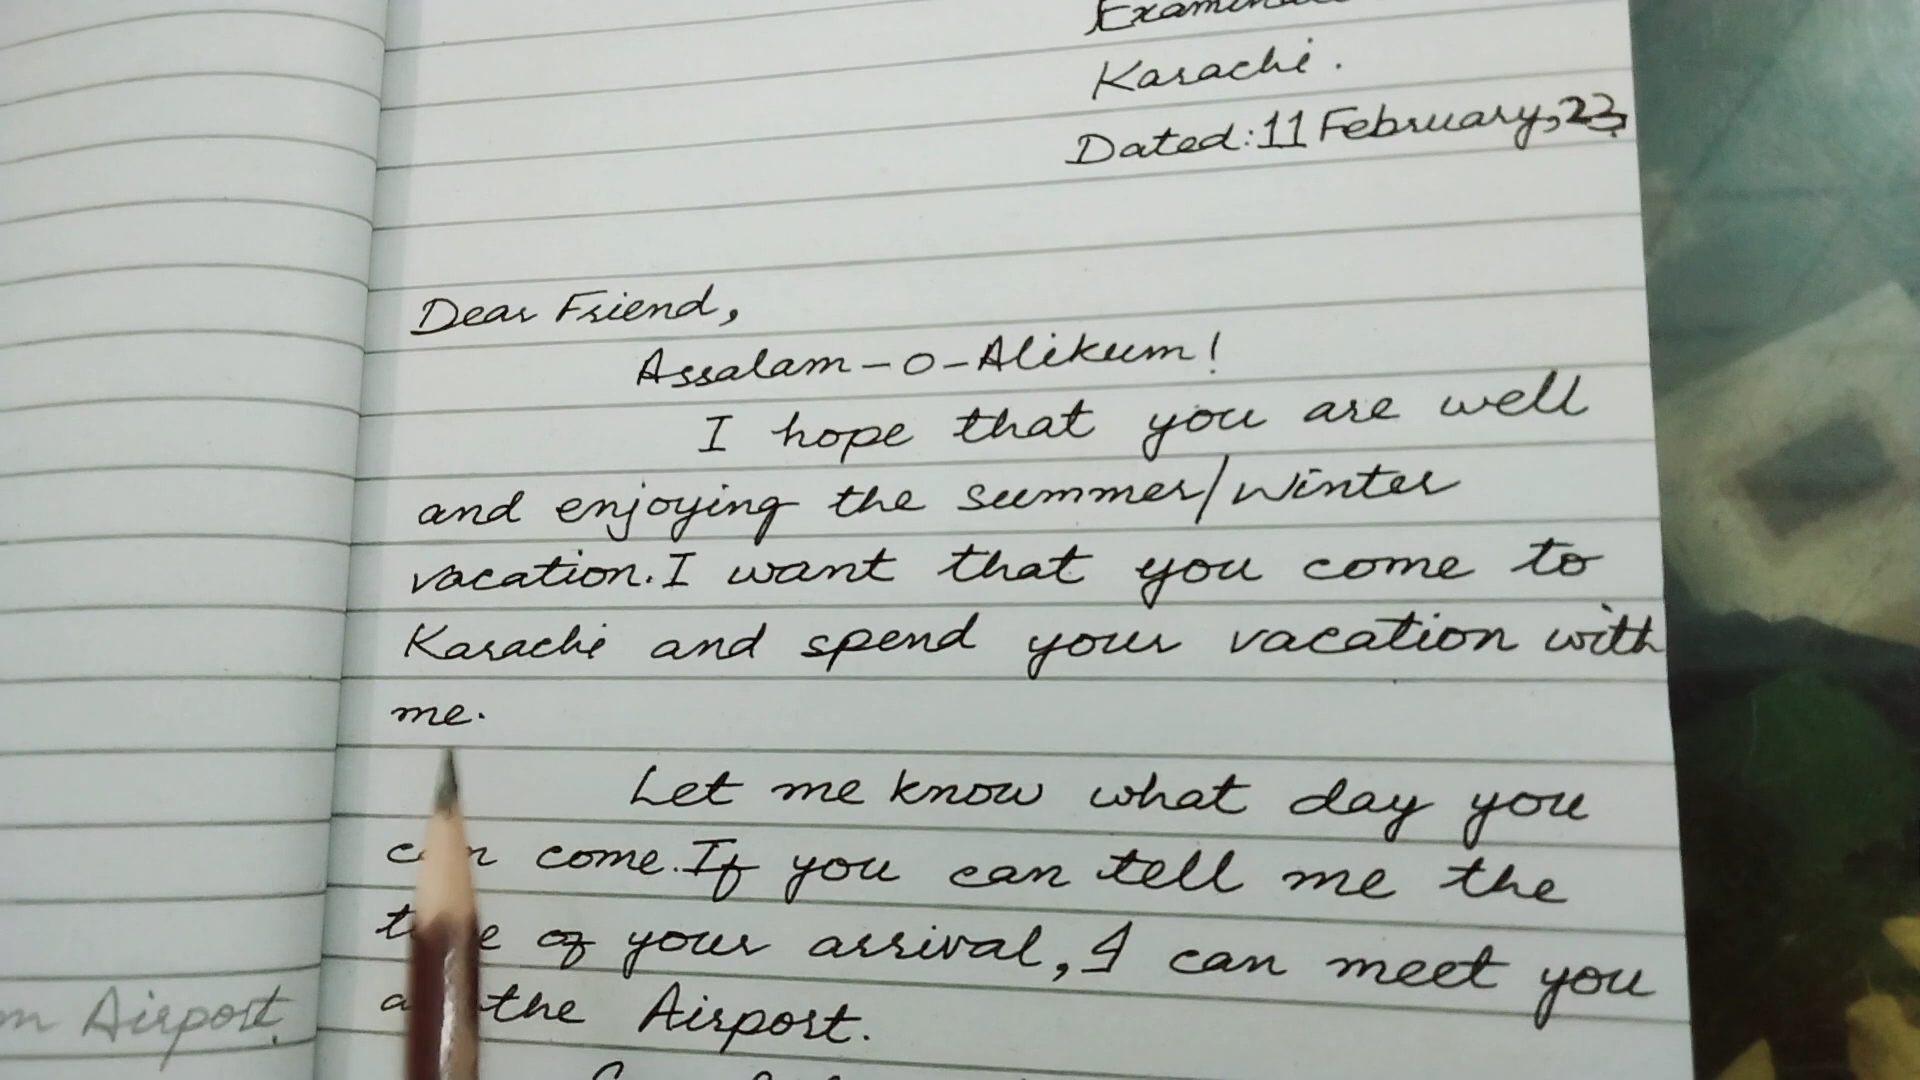 Karachi.
Dated: 11 February, 23
Dear Friend,
Assalam-o-Alikum!
I hope that you are well
and enjoying the summer/winter
vacation. I want that you come to
Karachi and spend your vacation with
me.
Let me know what day you
can come. If you can tell me the
of your arrival, I can meet you
the Airport.
Airport.